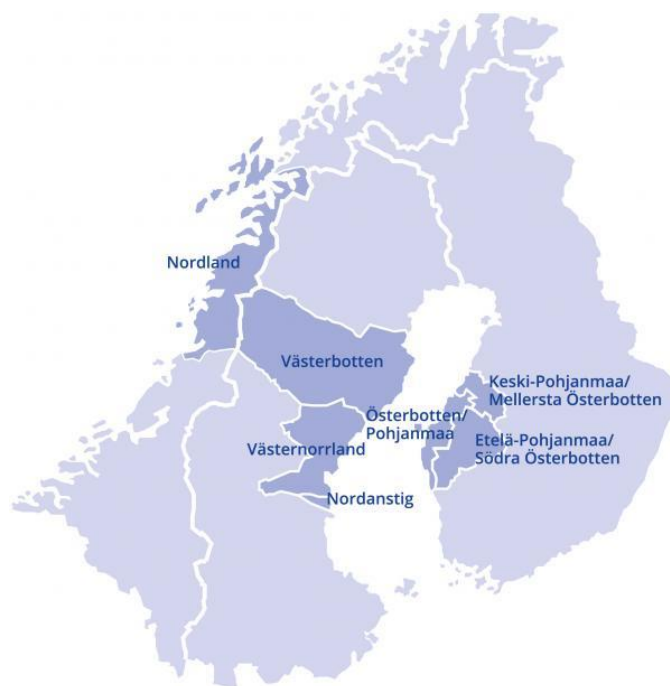 Nordland
Västerbotten
Keski-Pohjanmaa/
Mellersta Österbotten
Österbotten/
Pohjanmaa
Etelä-Pohjanmaa/
Södra Österbotten
Västernorrland
Nordanstig